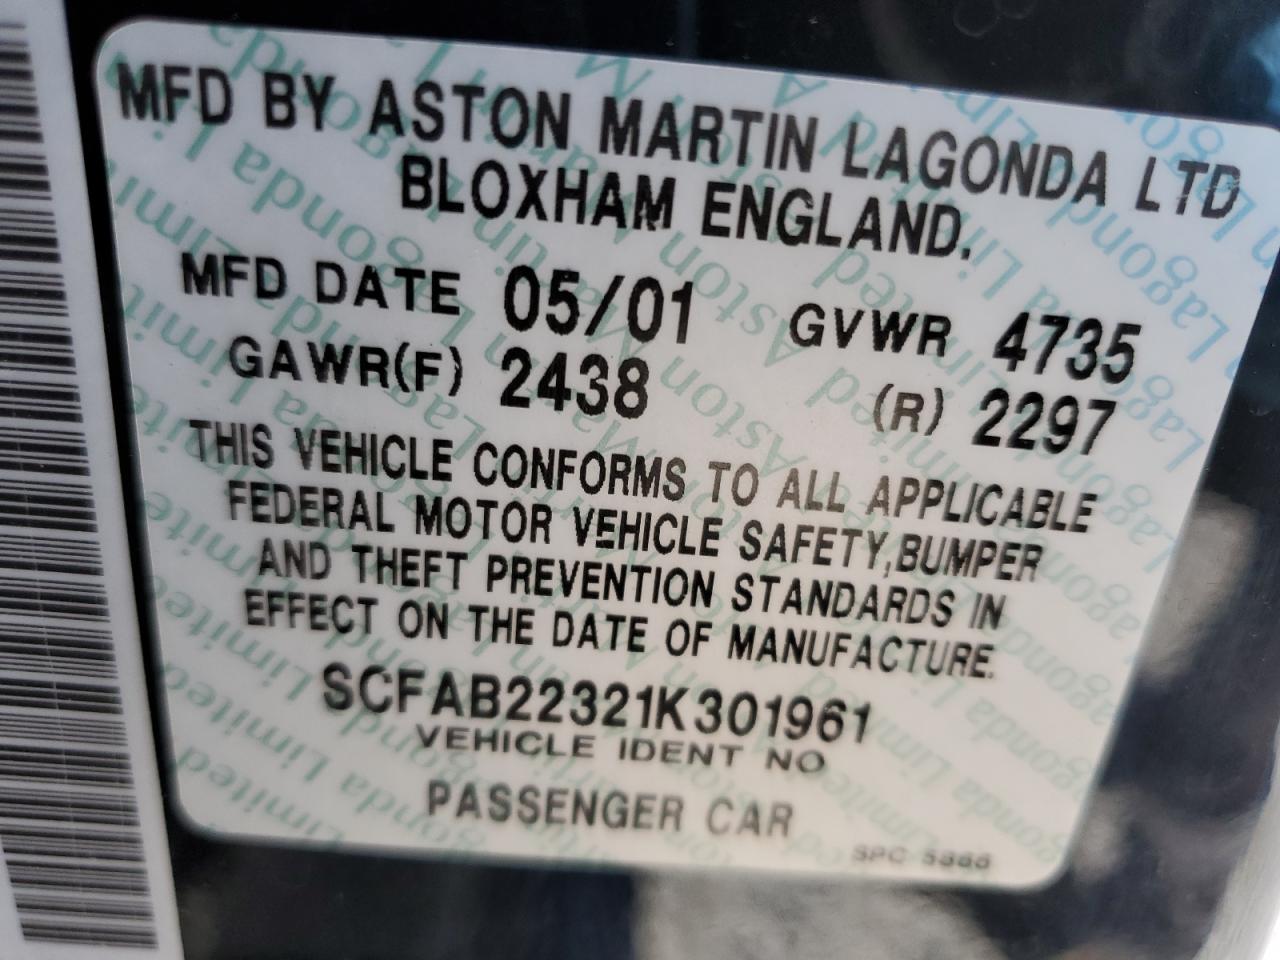 MFD BY ASTON MARTIN LAGONDA LTD
BLOXHAM ENGLAND.
MFD DATE 05/01 GVWR 4735
GAWR(F) 2438 (R) 2297
THIS VEHICLE CONFORMS TO ALL APPLICABLE
FEDERAL MOTOR VEHICLE SAFETY,BUMPER
AND THEFT PREVENTION STANDARDS IN
EFFECT ON THE DATE OF MANUFACTURE.
SCFAB22321K301961
VEHICLE IDENT NO
PASSENGER CAR
SPC